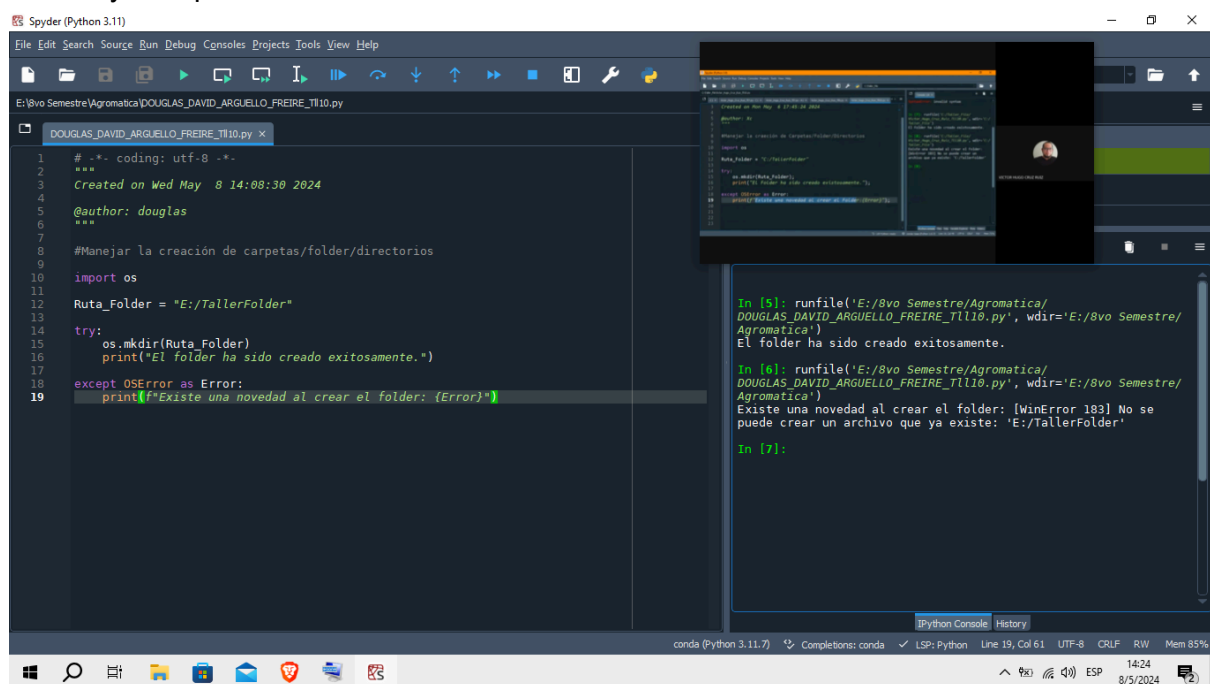 Spyder (Python 3.11)
File Edit Search Source Run Debug Consoles Projects Tools View Help
E:\8vo Semestre\Agromatica\DOUGLAS_DAVID_ARGUELLO_FREIRE_Tll10.py
DOUGLAS_DAVID_ARGUELLO_FREIRE_Tll10.py ×
1 # -*- coding: utf-8 -*-
2 """
3 Created on Wed May  8 14:08:30 2024
4
5 @author: douglas
6 """
7
8 #Manejar la creación de carpetas/folder/directorios
9
10 import os
11
12 Ruta_Folder = "E:/TallerFolder"
13
14 try:
15     os.mkdir(Ruta_Folder)
16     print("El folder ha sido creado exitosamente.")
17
18 except OSError as Error:
19     print(f"Existe una novedad al crear el folder: {Error}")
In [5]: runfile('E:/8vo Semestre/Agromatica/
DOUGLAS_DAVID_ARGUELLO_FREIRE_Tll10.py', wdir='E:/8vo Semestre/
Agromatica')
El folder ha sido creado exitosamente.
In [6]: runfile('E:/8vo Semestre/Agromatica/
DOUGLAS_DAVID_ARGUELLO_FREIRE_Tll10.py', wdir='E:/8vo Semestre/
Agromatica')
Existe una novedad al crear el folder: [WinError 183] No se
puede crear un archivo que ya existe: 'E:/TallerFolder'
In [7]:
IPython Console History
conda (Python 3.11.7) Completions: conda LSP: Python Line 19, Col 61 UTF-8 CRLF RW Mem 85%
ESP 14:24
8/5/2024 2